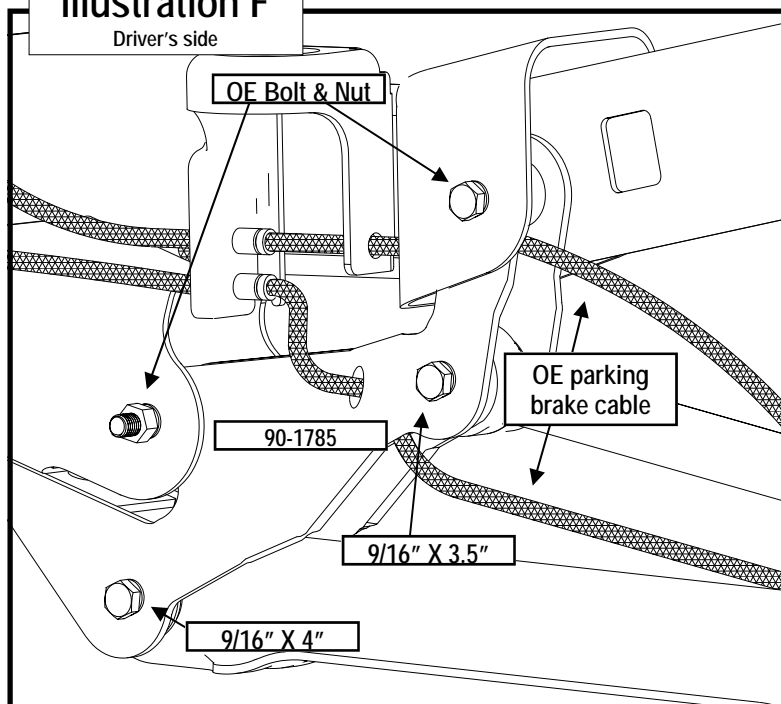 Illustration F
Driver's side
OE Bolt & Nut
OE parking
brake cable
90-1785
9/16" X 3.5"
9/16" X 4"